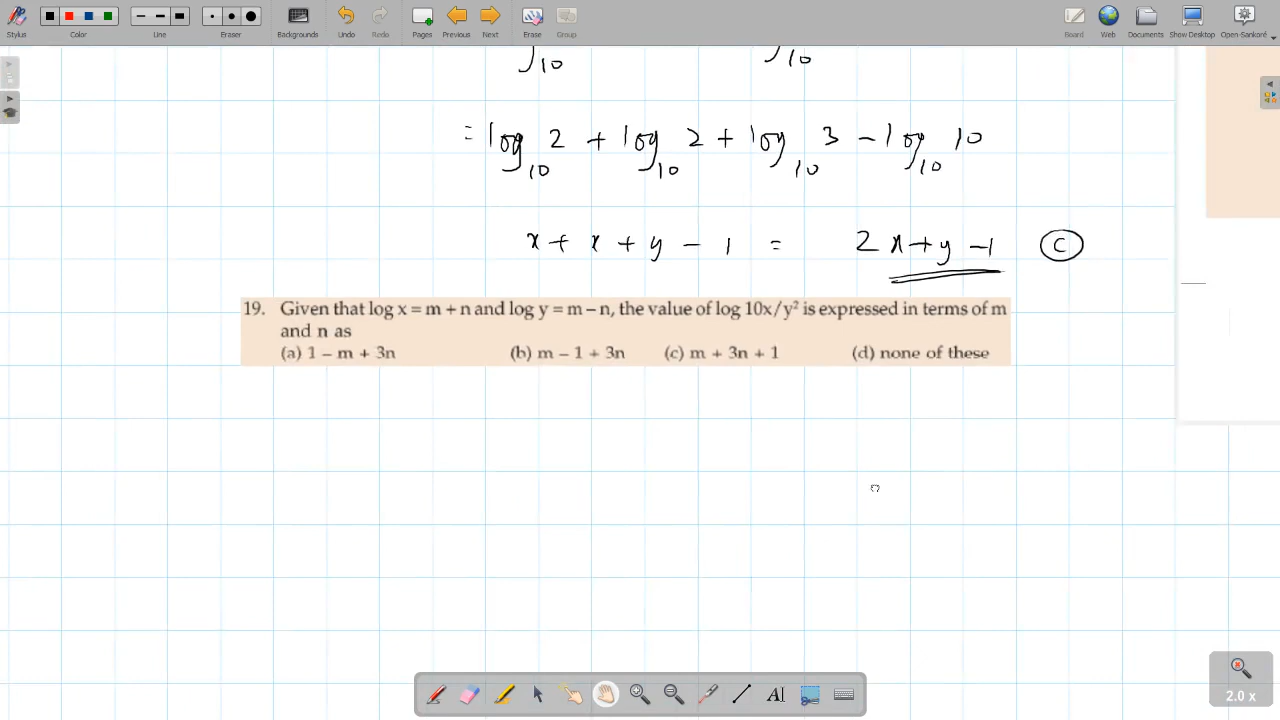 Stylus Color Line Eraser Backgrounds Undo Redo Pages Previous Next Erase Group Board Web Documents Show Desktop Open-Sankoré
10 10
= log₁₀ 2 + log₁₀ 2 + log₁₀ 3 − log₁₀ 10
x + x + y − 1 = 2x + y − 1 C
19. Given that log x = m + n and log y = m – n, the value of log 10x/y² is expressed in terms of m
and n as
(a) 1 – m + 3n (b) m – 1 + 3n (c) m + 3n + 1 (d) none of these
2.0 x